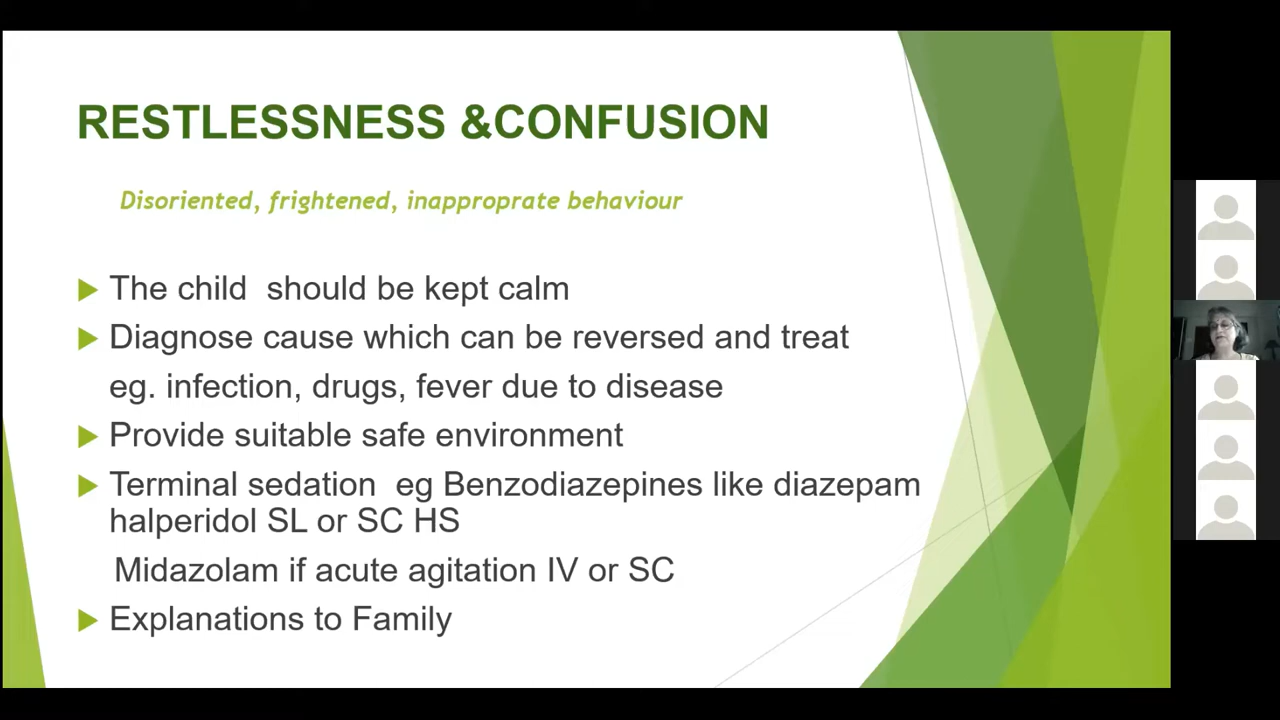 RESTLESSNESS &CONFUSION
Disoriented, frightened, inapproprate behaviour
The child should be kept calm
Diagnose cause which can be reversed and treat
eg. infection, drugs, fever due to disease
Provide suitable safe environment
Terminal sedation eg Benzodiazepines like diazepam
halperidol SL or SC HS
Midazolam if acute agitation IV or SC
Explanations to Family